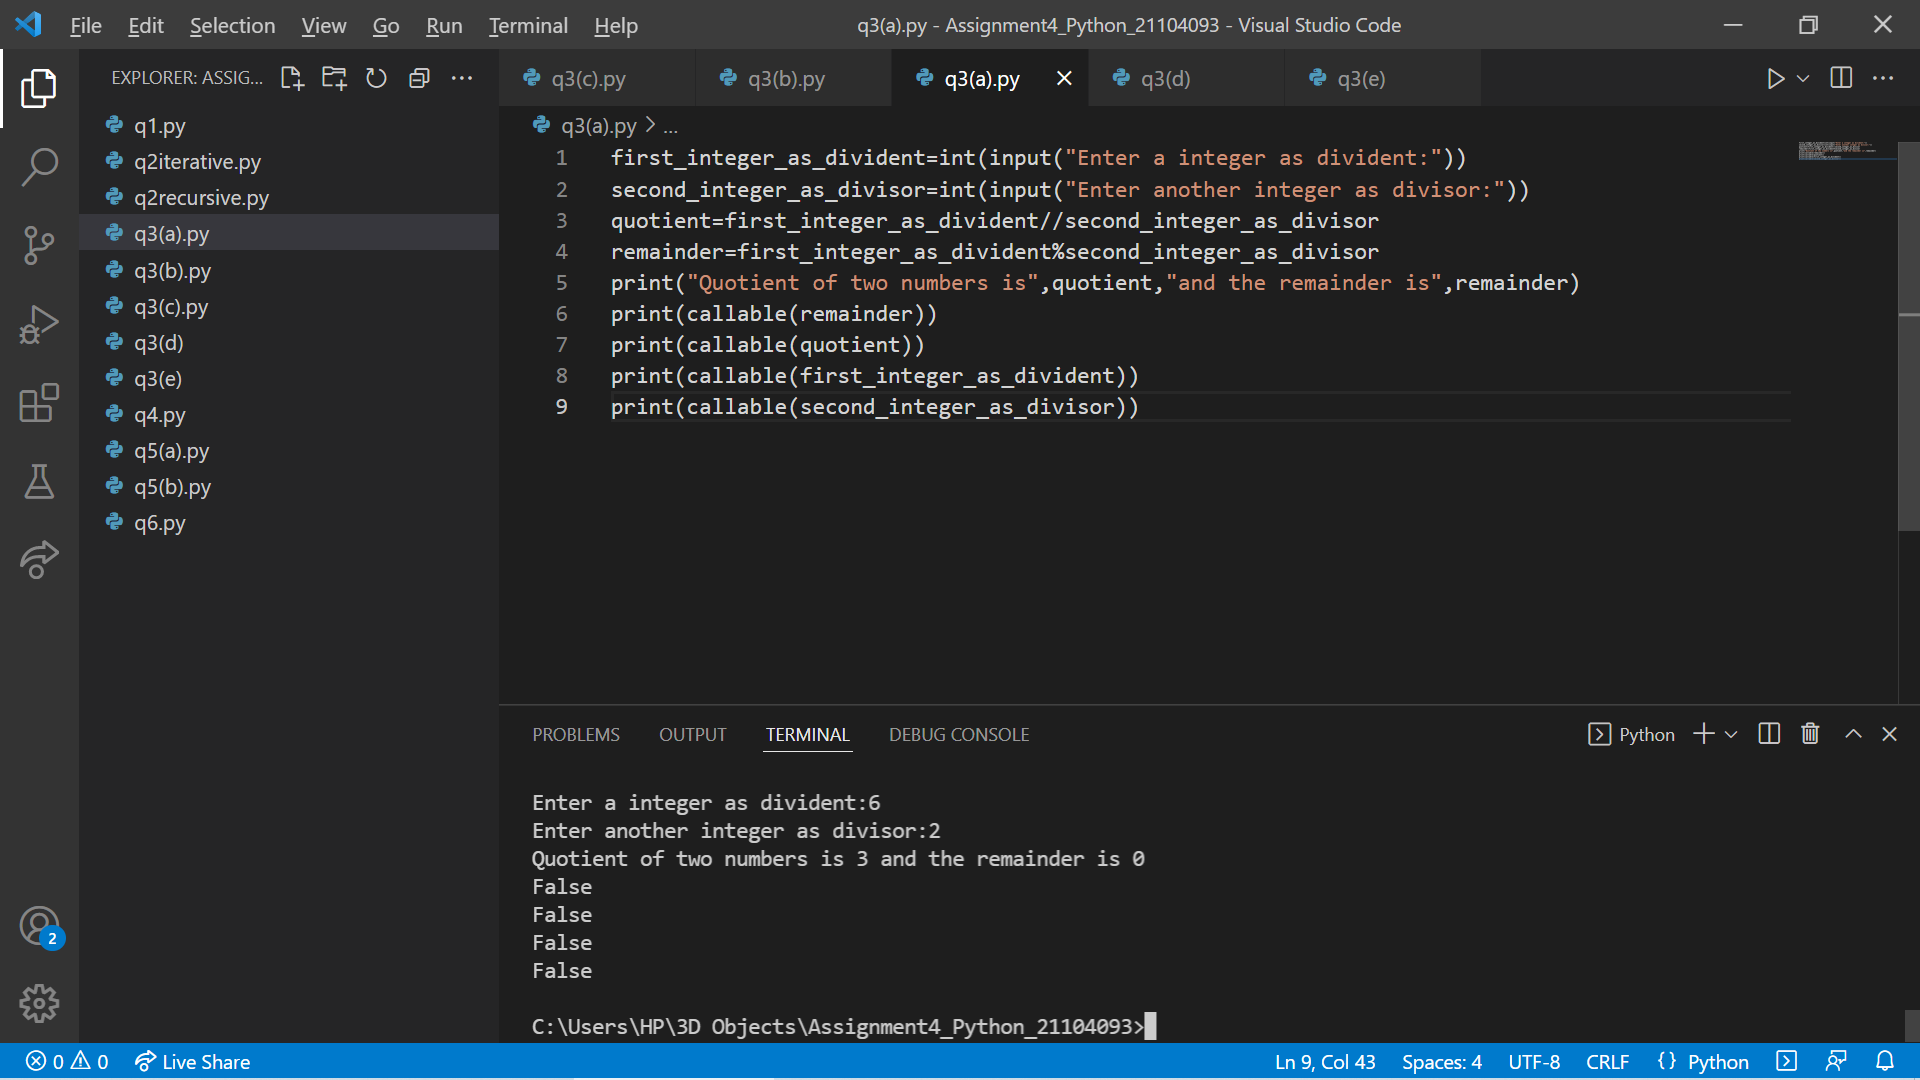 File Edit Selection View Go Run Terminal Help q3(a).py - Assignment4_Python_21104093 - Visual Studio Code
EXPLORER: ASSIG...
q1.py
q2iterative.py
q2recursive.py
q3(a).py
q3(b).py
q3(c).py
q3(d)
q3(e)
q4.py
q5(a).py
q5(b).py
q6.py
2
q3(c).py q3(b).py q3(a).py q3(d) q3(e)
q3(a).py > ...
1 first_integer_as_divident=int(input("Enter a integer as divident:"))
2 second_integer_as_divisor=int(input("Enter another integer as divisor:"))
3 quotient=first_integer_as_divident//second_integer_as_divisor
4 remainder=first_integer_as_divident%second_integer_as_divisor
5 print("Quotient of two numbers is",quotient,"and the remainder is",remainder)
6 print(callable(remainder))
7 print(callable(quotient))
8 print(callable(first_integer_as_divident))
9 print(callable(second_integer_as_divisor))
PROBLEMS OUTPUT TERMINAL DEBUG CONSOLE Python
Enter a integer as divident:6
Enter another integer as divisor:2
Quotient of two numbers is 3 and the remainder is 0
False
False
False
False
C:\Users\HP\3D Objects\Assignment4_Python_21104093>
0 0 Live Share Ln 9, Col 43 Spaces: 4 UTF-8 CRLF {} Python